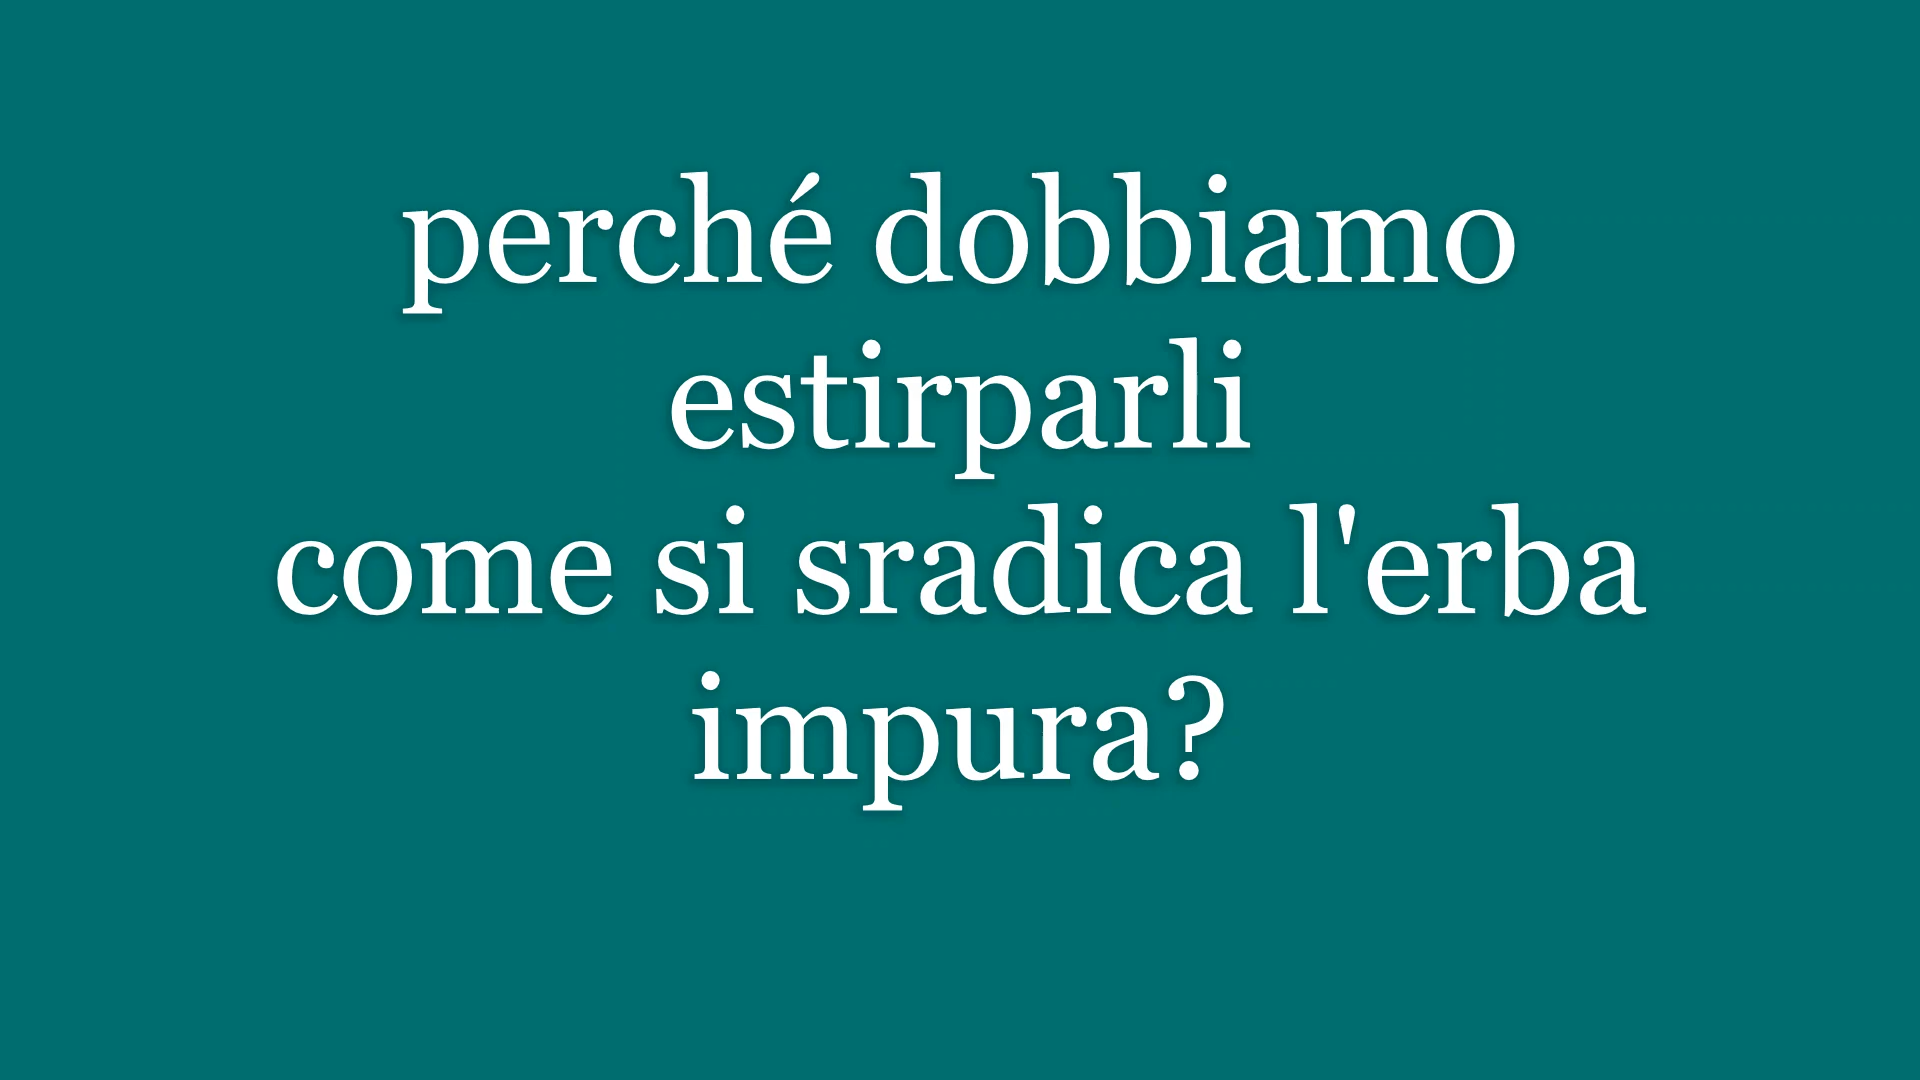 perché dobbiamo
estirparli
come si sradica l'erba
impura?